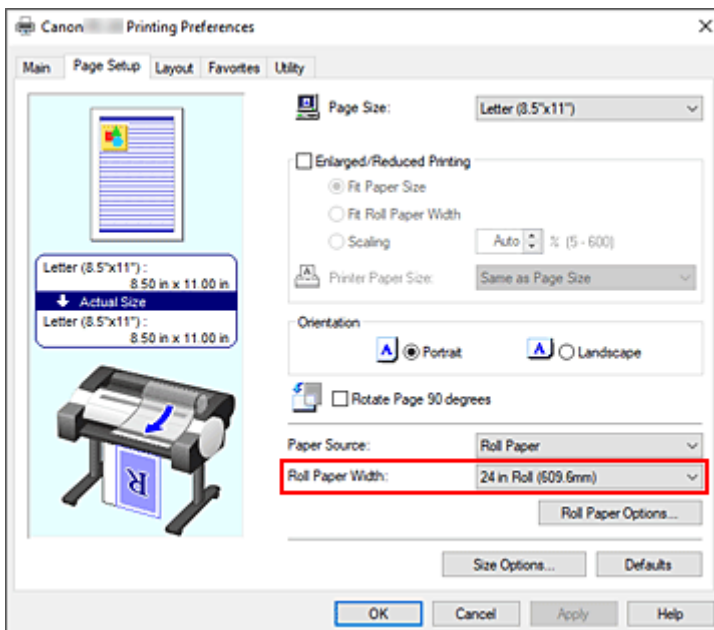 Canon Printing Preferences
Main Page Setup Layout Favorites Utility
Page Size: Letter (8.5"x11")
Enlarged/Reduced Printing
Fit Paper Size
Fit Roll Paper Width
Scaling Auto % (5 - 600)
Printer Paper Size: Same as Page Size
Letter (8.5"x11") :
8.50 in x 11.00 in
Actual Size
Letter (8.5"x11") :
8.50 in x 11.00 in
Orientation
A Portrait A Landscape
Rotate Page 90 degrees
Paper Source: Roll Paper
Roll Paper Width: 24 in Roll (609.6mm)
R
Roll Paper Options...
Size Options... Defaults
OK Cancel Apply Help